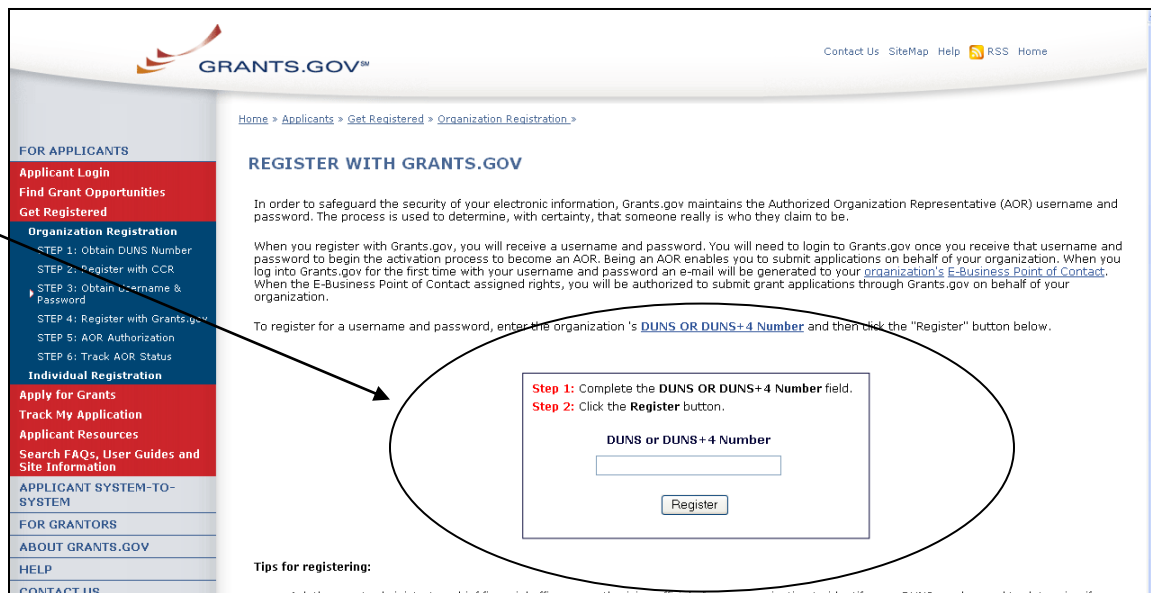 GRANTS.GOV℠
Contact Us SiteMap Help RSS Home
Home » Applicants » Get Registered » Organization Registration »
FOR APPLICANTS
Applicant Login
Find Grant Opportunities
Get Registered
Organization Registration
STEP 1: Obtain DUNS Number
STEP 2: Register with CCR
STEP 3: Obtain Username &
Password
STEP 4: Register with Grants.gov
STEP 5: AOR Authorization
STEP 6: Track AOR Status
Individual Registration
Apply for Grants
Track My Application
Applicant Resources
Search FAQs, User Guides and
Site Information
APPLICANT SYSTEM-TO-
SYSTEM
FOR GRANTORS
ABOUT GRANTS.GOV
HELP
CONTACT US
REGISTER WITH GRANTS.GOV
In order to safeguard the security of your electronic information, Grants.gov maintains the Authorized Organization Representative (AOR) username and
password. The process is used to determine, with certainty, that someone really is who they claim to be.
When you register with Grants.gov, you will receive a username and password. You will need to login to Grants.gov once you receive that username and
password to begin the activation process to become an AOR. Being an AOR enables you to submit applications on behalf of your organization. When you
log into Grants.gov for the first time with your username and password an e-mail will be generated to your organization's E-Business Point of Contact.
When the E-Business Point of Contact assigned rights, you will be authorized to submit grant applications through Grants.gov on behalf of your
organization.
To register for a username and password, enter the organization 's DUNS OR DUNS+4 Number and then click the "Register" button below.
Step 1: Complete the DUNS OR DUNS+4 Number field.
Step 2: Click the Register button.
DUNS or DUNS+4 Number
Register
Tips for registering: